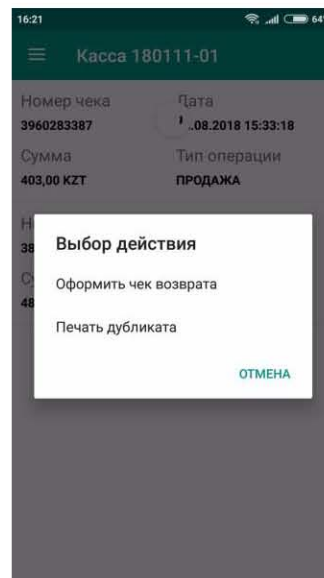 16:21
64%
Касса 180111-01
Номер чека Дата
3960283387 .08.2018 15:33:18
Сумма Тип операции
403,00 KZT ПРОДАЖА
Выбор действия
Оформить чек возврата
Печать дубликата
ОТМЕНА